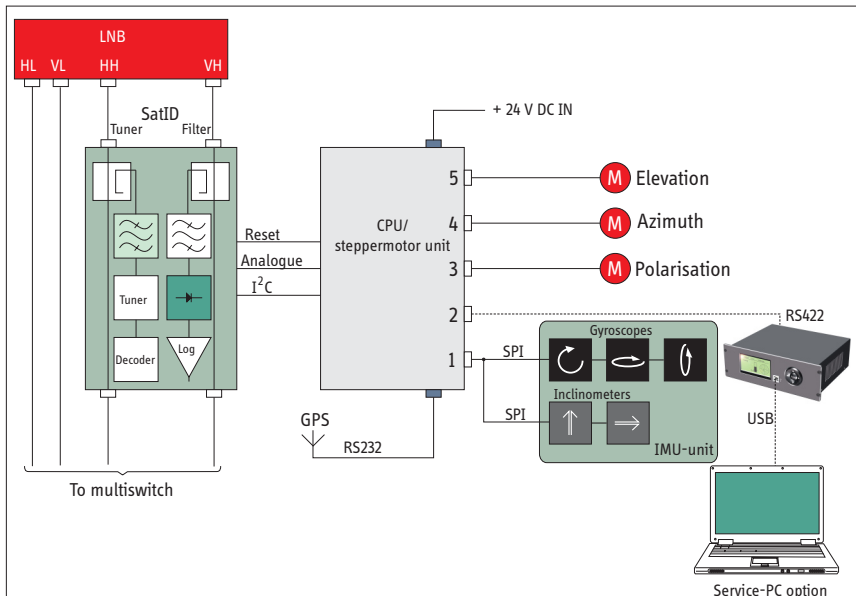 LNB
HL VL HH VH
SatID
Tuner Filter
+ 24 V DC IN
5 Elevation
M
CPU/
steppermotor unit
4 Azimuth
M
Reset
Analogue
I²C
3 Polarisation
M
Tuner
2
RS422
Decoder
Log
1
SPI
Gyroscopes
SPI
Inclinometers
IMU-unit
USB
GPS
RS232
To multiswitch
Service-PC option